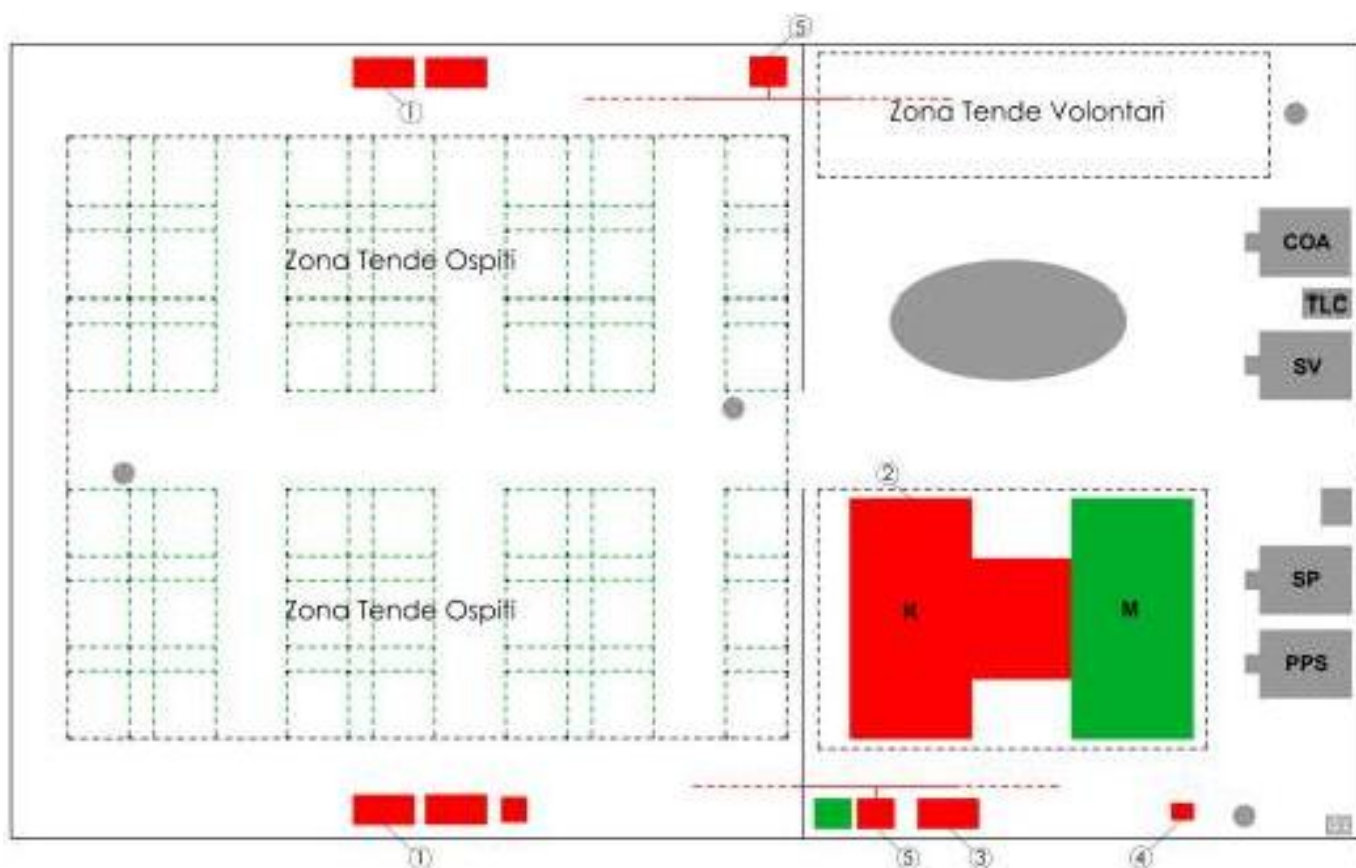 ⑤
①
Zona Tende Volontari
COA
Zona Tende Ospiti
TLC
SV
②
SP
Zona Tende Ospiti
K
M
PPS
①
⑤
③
④